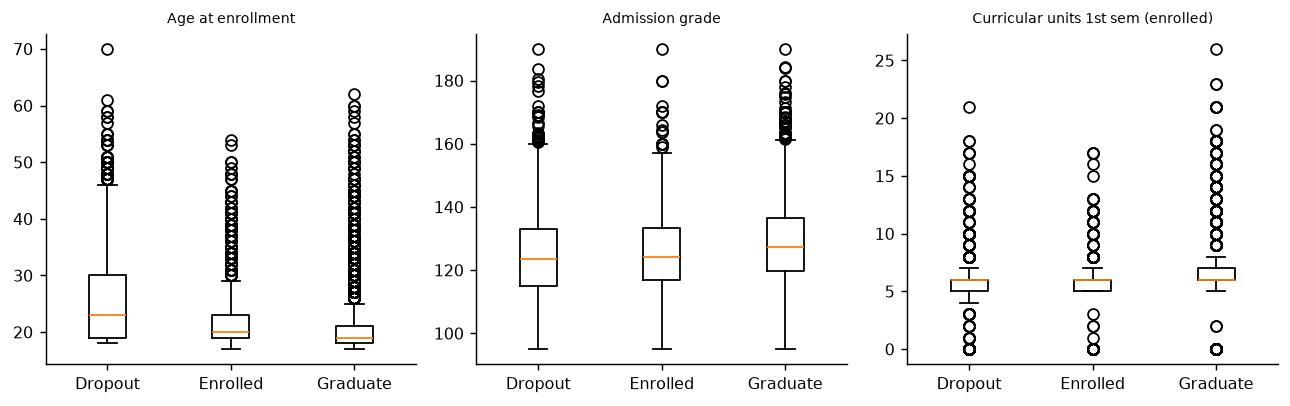 Age at enrollment
70
60
50
40
30
20
Dropout Enrolled Graduate
Admission grade
180
160
140
120
100
Dropout Enrolled Graduate
Curricular units 1st sem (enrolled)
25
20
15
10
5
0
Dropout Enrolled Graduate